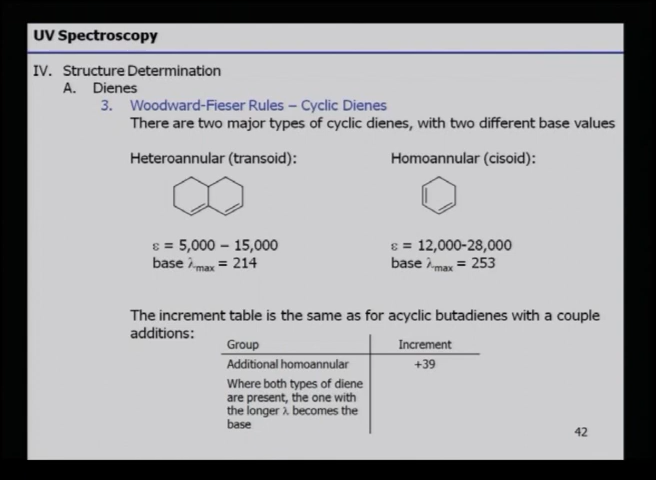 UV Spectroscopy
IV. Structure Determination
A. Dienes
3. Woodward-Fieser Rules – Cyclic Dienes
There are two major types of cyclic dienes, with two different base values
Heteroannular (transoid): Homoannular (cisoid):
ε = 5,000 – 15,000 ε = 12,000-28,000
base λmax = 214 base λmax = 253
The increment table is the same as for acyclic butadienes with a couple
additions:
Group Increment
Additional homoannular +39
Where both types of diene
are present, the one with
the longer λ becomes the
base
42